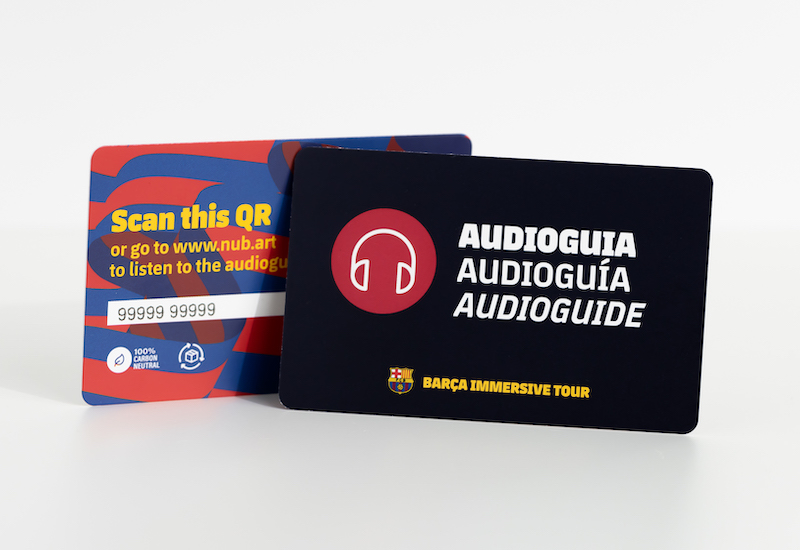 Scan this QR
or go to www.nub.art
to listen to the
99999 99999
100%
CARBON
NEUTRAL
AUDIOGUIA
AUDIOGUÍA
AUDIOGUIDE
BARÇA IMMERSIVE TOUR